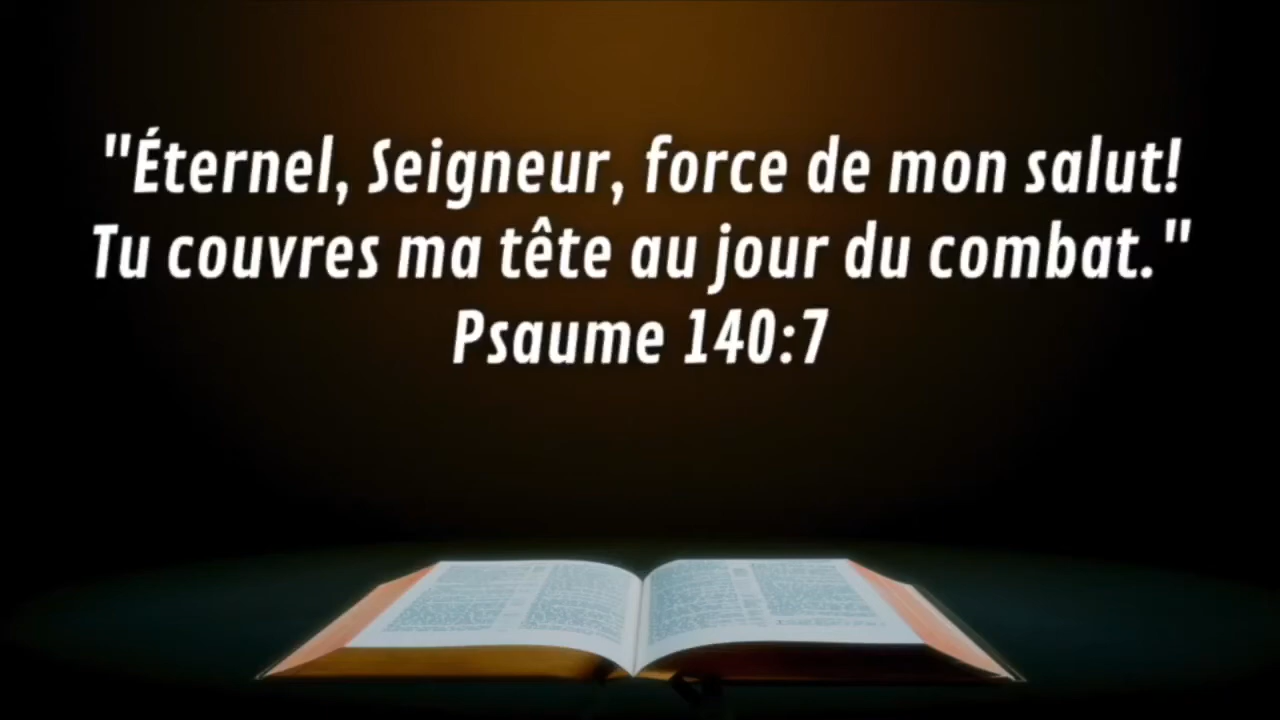 "Éternel, Seigneur, force de mon salut!
Tu couvres ma tête au jour du combat."
Psaume 140:7